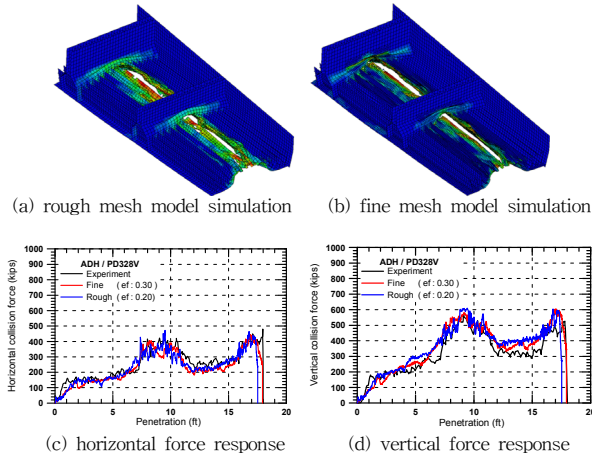 (a) rough mesh model simulation
(b) fine mesh model simulation
1000
900
800
700
600
500
400
300
200
100
0
Horizontal collision force (kips)
ADH / PD328V
Experiment
Fine ( ef : 0.30 )
Rough ( ef : 0.20 )
0 5 10 15 20
Penetration (ft)
(c) horizontal force response
1000
900
800
700
600
500
400
300
200
100
0
Vertical collision force (kips)
ADH / PD328V
Experiment
Fine ( ef : 0.30 )
Rough ( ef : 0.20 )
0 5 10 15 20
Penetration (ft)
(d) vertical force response